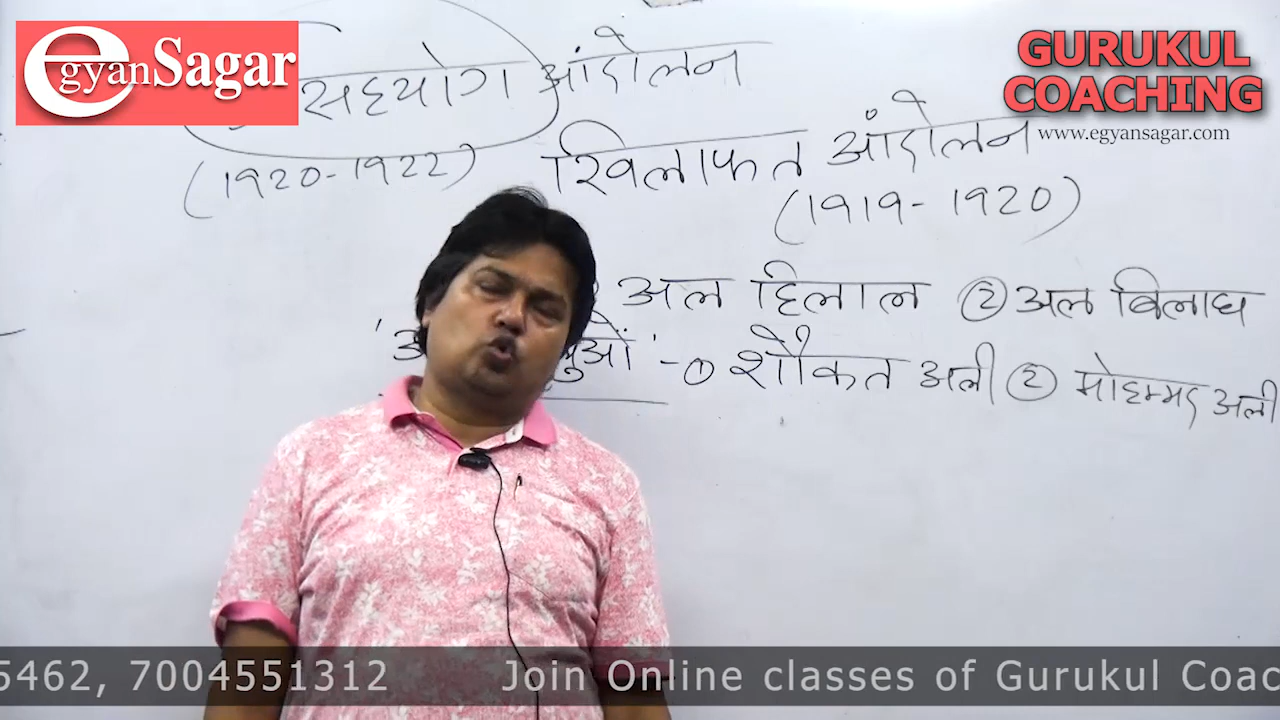 egyanSagar
GURUKUL
COACHING
www.egyansagar.com
सहयोग आंदोलन
(1920-1922) खिलाफत आंदोलन
(1919-1920)
अल हिलाल ② अल बिलाघ
'अ ुओं' - ① शौकत अली ② मोहम्मद अली
5462, 7004551312 Join Online classes of Gurukul Coac